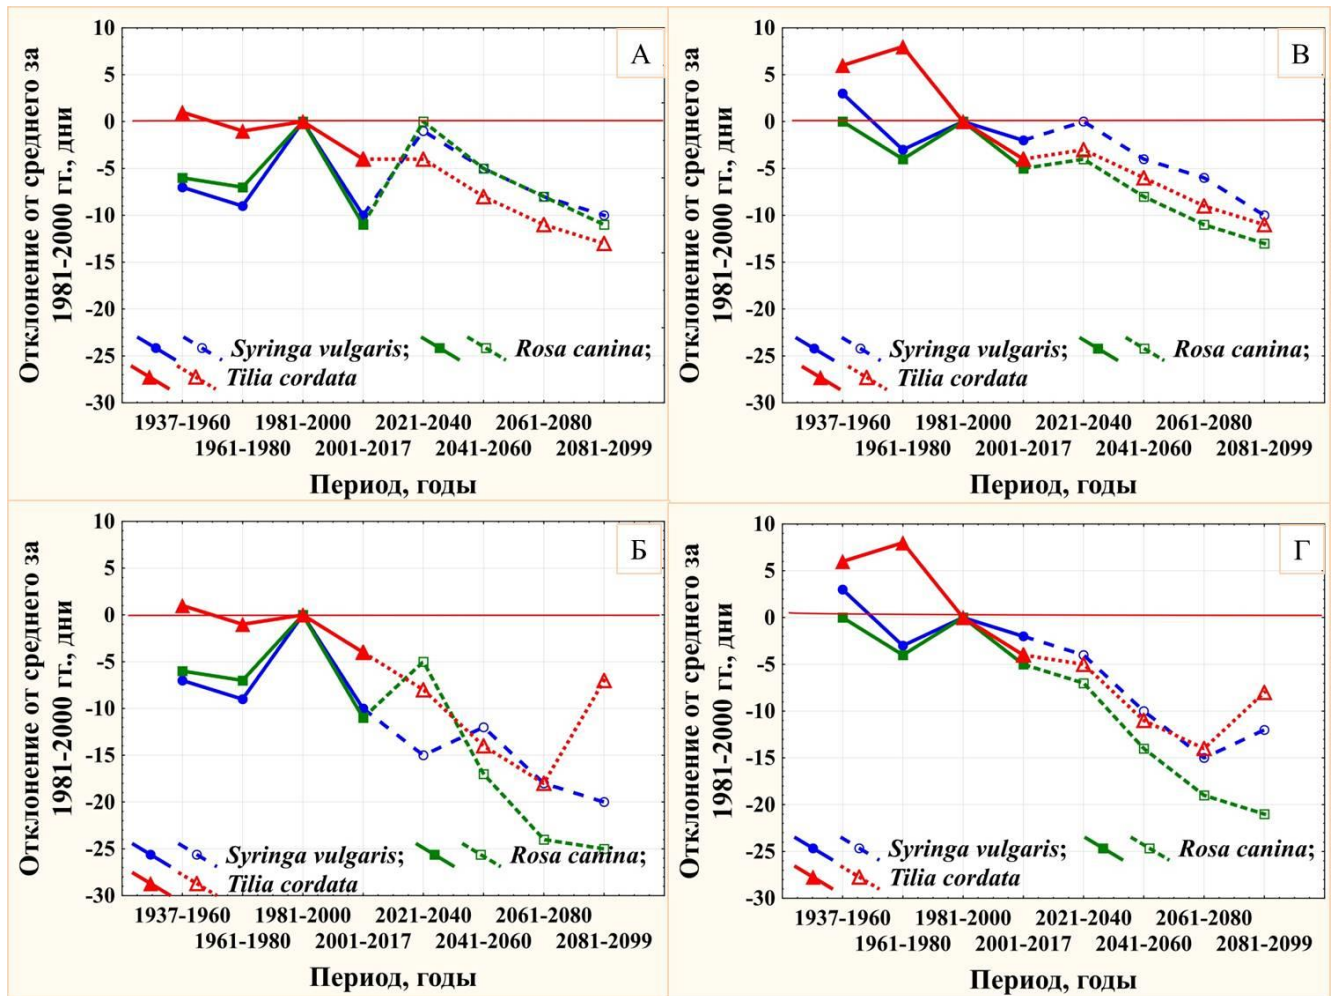 А
Отклонение от среднего за
1981-2000 гг., дни
10
5
0
-5
-10
-15
-20
-25
-30
Syringa vulgaris; Rosa canina;
Tilia cordata
1937-1960 1981-2000 2021-2040 2061-2080
1961-1980 2001-2017 2041-2060 2081-2099
Период, годы
В
Отклонение от среднего за
1981-2000 гг., дни
10
5
0
-5
-10
-15
-20
-25
-30
Syringa vulgaris; Rosa canina;
Tilia cordata
1937-1960 1981-2000 2021-2040 2061-2080
1961-1980 2001-2017 2041-2060 2081-2099
Период, годы
Б
Отклонение от среднего за
1981-2000 гг., дни
10
5
0
-5
-10
-15
-20
-25
-30
Syringa vulgaris; Rosa canina;
Tilia cordata
1937-1960 1981-2000 2021-2040 2061-2080
1961-1980 2001-2017 2041-2060 2081-2099
Период, годы
Г
Отклонение от среднего за
1981-2000 гг., дни
10
5
0
-5
-10
-15
-20
-25
-30
Syringa vulgaris; Rosa canina;
Tilia cordata
1937-1960 1981-2000 2021-2040 2061-2080
1961-1980 2001-2017 2041-2060 2081-2099
Период, годы